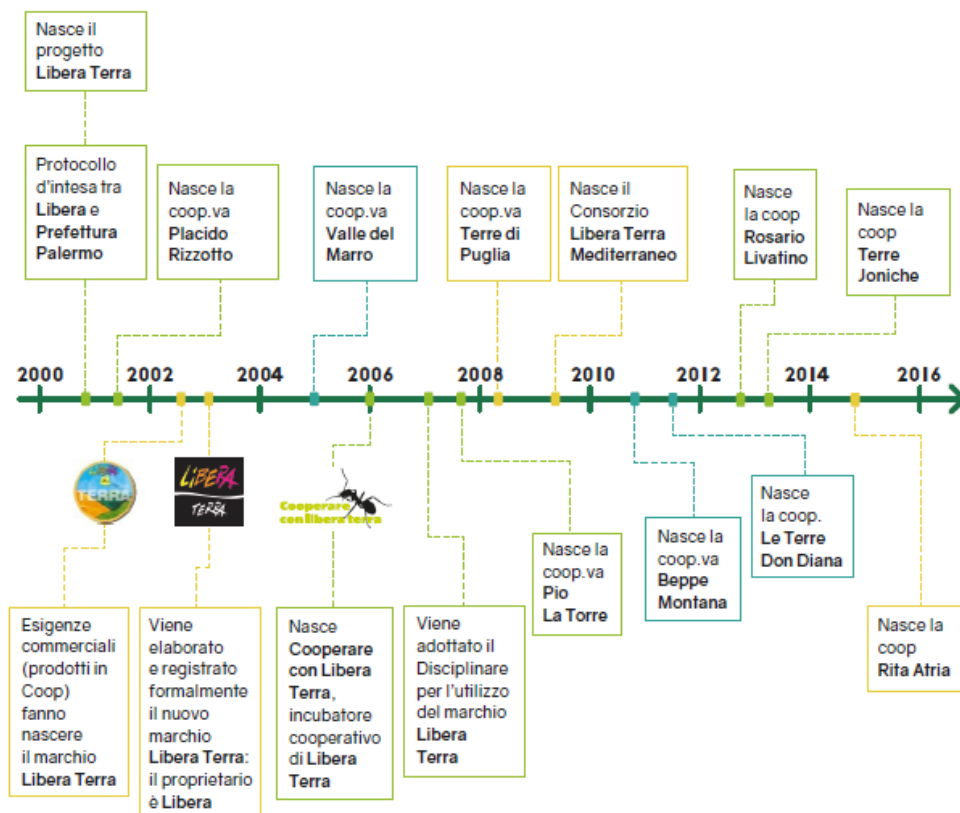 Nasce il
progetto
Libera Terra
Protocollo
d'intesa tra
Libera e
Prefettura
Palermo
Nasce la
coop.va
Placido
Rizzotto
Nasce la
coop.va
Valle del
Marro
Nasce la
coop.va
Terre di
Puglia
Nasce il
Consorzio
Libera Terra
Mediterraneo
Nasce
la coop
Rosario
Livatino
Nasce la
coop
Terre
Joniche
2000 2002 2004 2006 2008 2010 2012 2014 2016
TERRA
LIBERA
TERRA
Cooperare
con libera terra
Esigenze
commerciali
(prodotti in
Coop)
fanno
nascere
il marchio
Libera Terra
Viene
elaborato
e registrato
formalmente
il nuovo
marchio
Libera Terra:
il proprietario
è Libera
Nasce
Cooperare
con Libera
Terra,
incubatore
cooperativo
di Libera
Terra
Viene
adottato il
Disciplinare
per l'utilizzo
del marchio
Libera
Terra
Nasce la
coop.va
Pio
La Torre
Nasce la
coop.va
Beppe
Montana
Nasce
la coop.
Le Terre
Don Diana
Nasce la
coop
Rita Atria